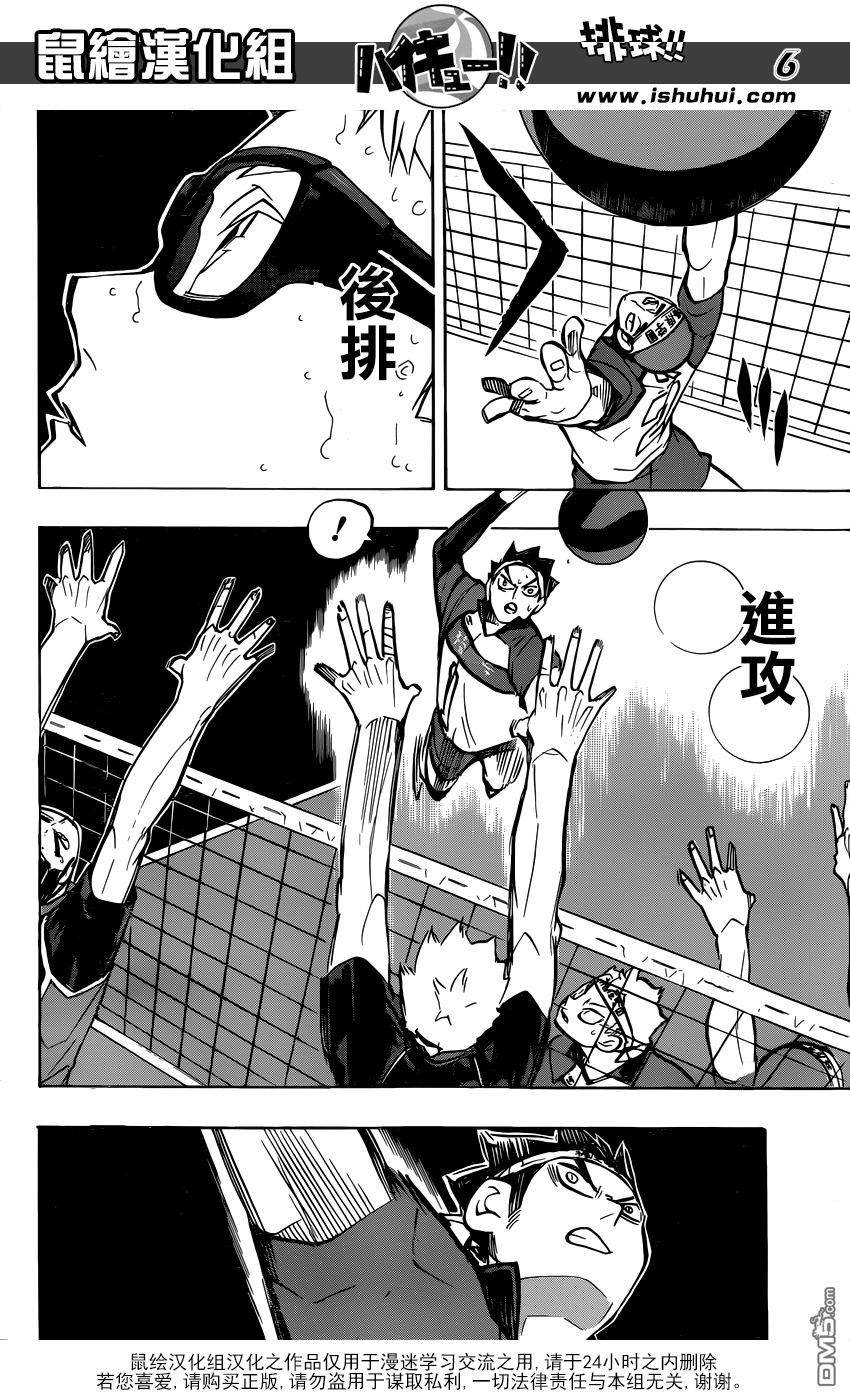 鼠繪漢化組
ハイキュー!!
排球!!
6
www.ishuhui.com
後排
!
進攻
鼠绘汉化组汉化之作品仅用于漫迷学习交流之用,请于24小时之内删除
若您喜爱,请购买正版,请勿盗用于谋取私利,一切法律责任与本组无关,谢谢。
DM5.com